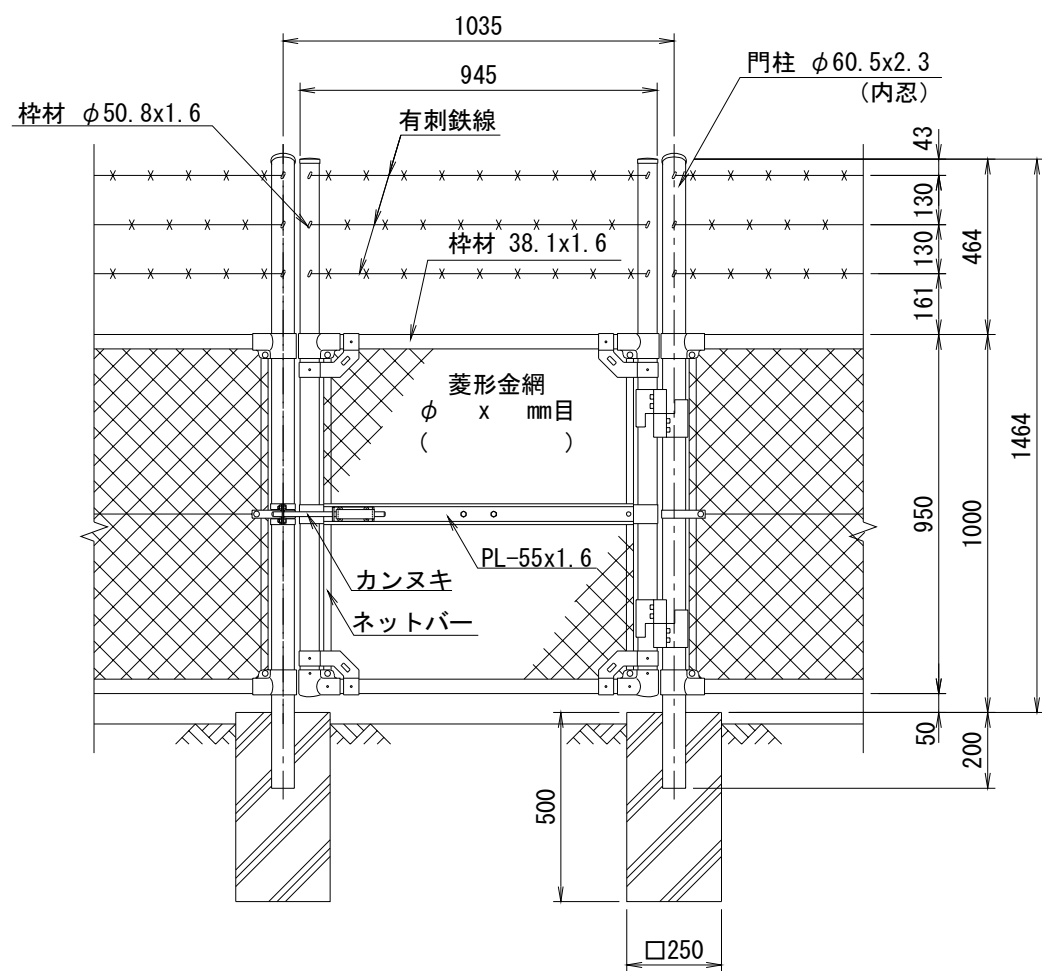 1035
945
門柱 φ60.5x2.3
(内忍)
枠材 φ50.8x1.6
有刺鉄線
43
130
130
464
枠材 38.1x1.6
161
菱形金網
φ x mm目
( )
1464
950
1000
PL-55x1.6
カンヌキ
ネットバー
50
200
500
□250